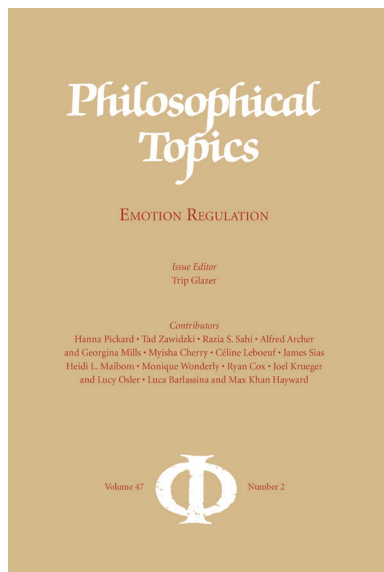 Philosophical
Topics
EMOTION REGULATION
Issue Editor
Trip Glazer
Contributors
Hanna Pickard • Tad Zawidzki • Razia S. Sahi • Alfred Archer
and Georgina Mills • Myisha Cherry • Céline Leboeuf • James Sias
Heidi L. Maibom • Monique Wonderly • Ryan Cox • Joel Krueger
and Lucy Osler • Luca Barlassina and Max Khan Hayward
Volume 47
Φ
Number 2